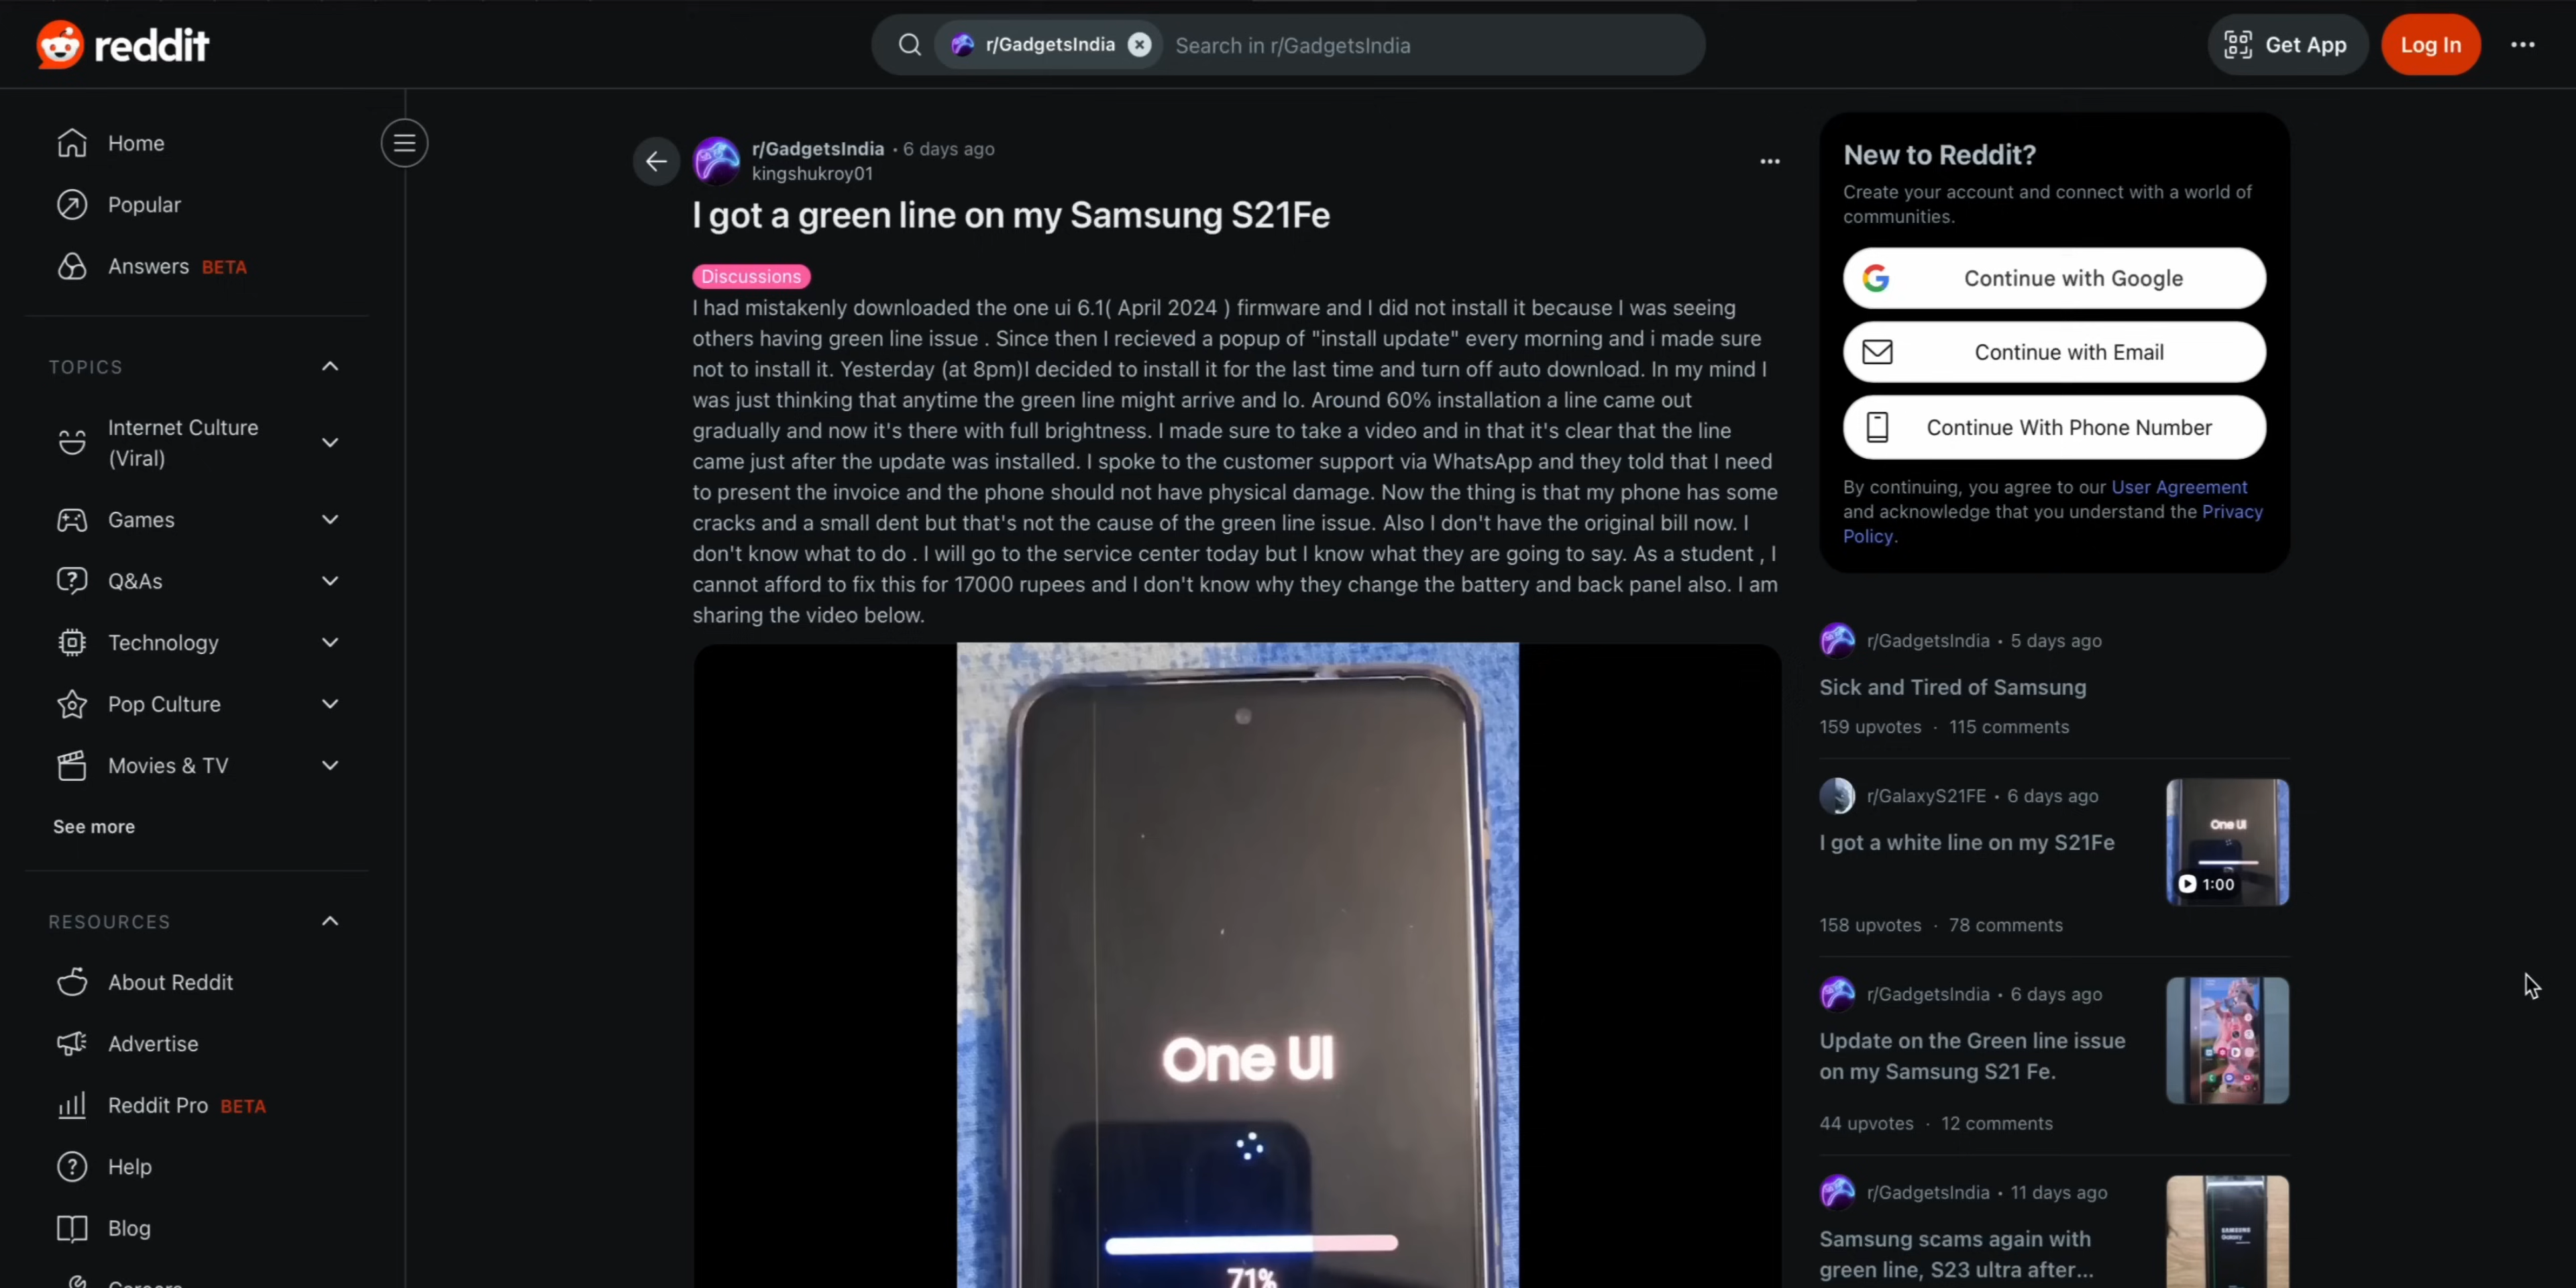 reddit
r/GadgetsIndia
Search in r/GadgetsIndia
Get App
Log In
Home
Popular
Answers BETA
TOPICS
Internet Culture
(Viral)
Games
Q&As
Technology
Pop Culture
Movies & TV
See more
RESOURCES
About Reddit
Advertise
Reddit Pro BETA
Help
Blog
r/GadgetsIndia • 6 days ago
kingshukroy01
I got a green line on my Samsung S21Fe
Discussions
I had mistakenly downloaded the one ui 6.1( April 2024 ) firmware and I did not install it because I was seeing
others having green line issue . Since then I recieved a popup of "install update" every morning and i made sure
not to install it. Yesterday (at 8pm)I decided to install it for the last time and turn off auto download. In my mind I
was just thinking that anytime the green line might arrive and lo. Around 60% installation a line came out
gradually and now it's there with full brightness. I made sure to take a video and in that it's clear that the line
came just after the update was installed. I spoke to the customer support via WhatsApp and they told that I need
to present the invoice and the phone should not have physical damage. Now the thing is that my phone has some
cracks and a small dent but that's not the cause of the green line issue. Also I don't have the original bill now. I
don't know what to do . I will go to the service center today but I know what they are going to say. As a student , I
cannot afford to fix this for 17000 rupees and I don't know why they change the battery and back panel also. I am
sharing the video below.
One UI
71%
New to Reddit?
Create your account and connect with a world of
communities.
Continue with Google
Continue with Email
Continue With Phone Number
By continuing, you agree to our User Agreement
and acknowledge that you understand the Privacy
Policy.
r/GadgetsIndia • 5 days ago
Sick and Tired of Samsung
159 upvotes · 115 comments
r/GalaxyS21FE • 6 days ago
I got a white line on my S21Fe
One UI
1:00
158 upvotes · 78 comments
r/GadgetsIndia • 6 days ago
Update on the Green line issue
on my Samsung S21 Fe.
44 upvotes · 12 comments
r/GadgetsIndia • 11 days ago
Samsung scams again with
green line, S23 ultra after...
SAMSUNG
Galaxy